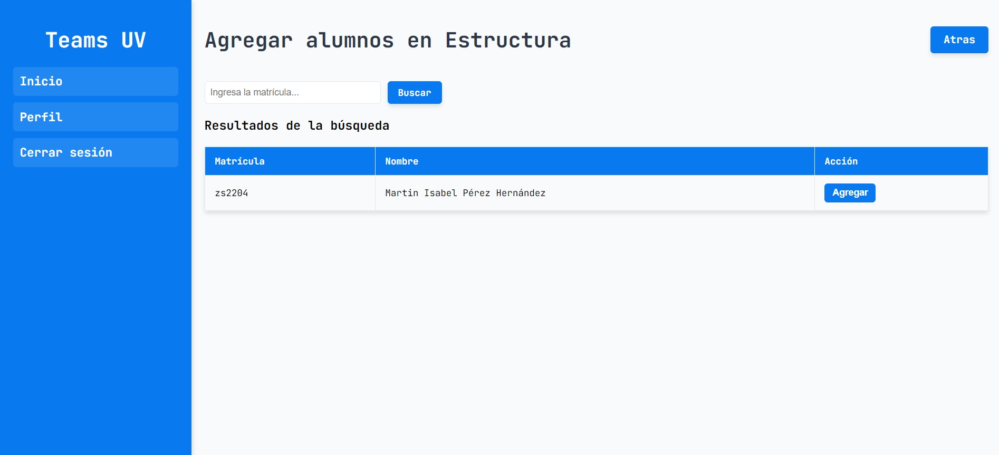 Teams UV
Inicio
Perfil
Cerrar sesión
Agregar alumnos en Estructura
Atras
Ingresa la matrícula...
Buscar
Resultados de la búsqueda
Matrícula Nombre Acción
zs2204 Martin Isabel Pérez Hernández Agregar